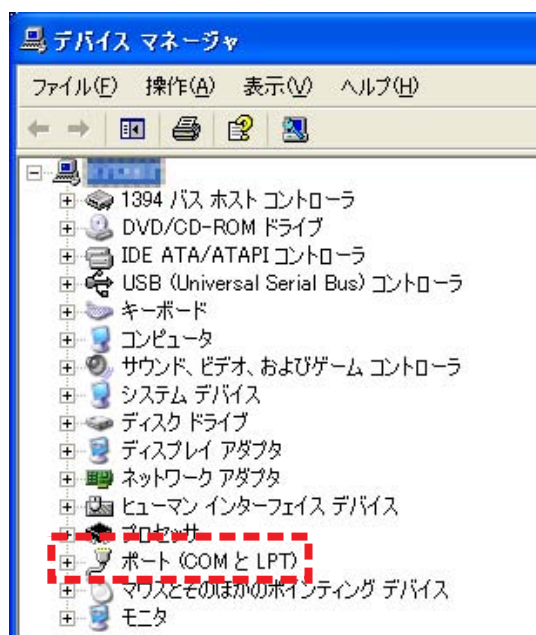 デバイス マネージャ
ファイル(F) 操作(A) 表示(V) ヘルプ(H)
1394 バス ホスト コントローラ
DVD/CD-ROM ドライブ
IDE ATA/ATAPI コントローラ
USB (Universal Serial Bus) コントローラ
キーボード
コンピュータ
サウンド、ビデオ、およびゲーム コントローラ
システム デバイス
ディスク ドライブ
ディスプレイ アダプタ
ネットワーク アダプタ
ヒューマン インターフェイス デバイス
プロセッサ
ポート (COM と LPT)
マウスとそのほかのポインティング デバイス
モニタ